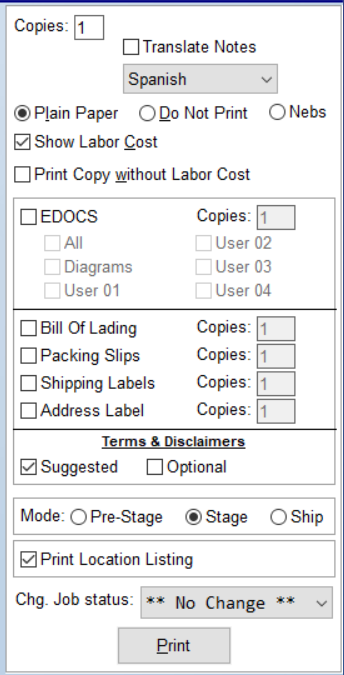 Copies: 1
Translate Notes
Spanish
Plain Paper Do Not Print Nebs
Show Labor Cost
Print Copy without Labor Cost
EDOCS Copies: 1
All User 02
Diagrams User 03
User 01 User 04
Bill Of Lading Copies: 1
Packing Slips Copies: 1
Shipping Labels Copies: 1
Address Label Copies: 1
Terms & Disclaimers
Suggested Optional
Mode: Pre-Stage Stage Ship
Print Location Listing
Chg. Job status: ** No Change **
Print